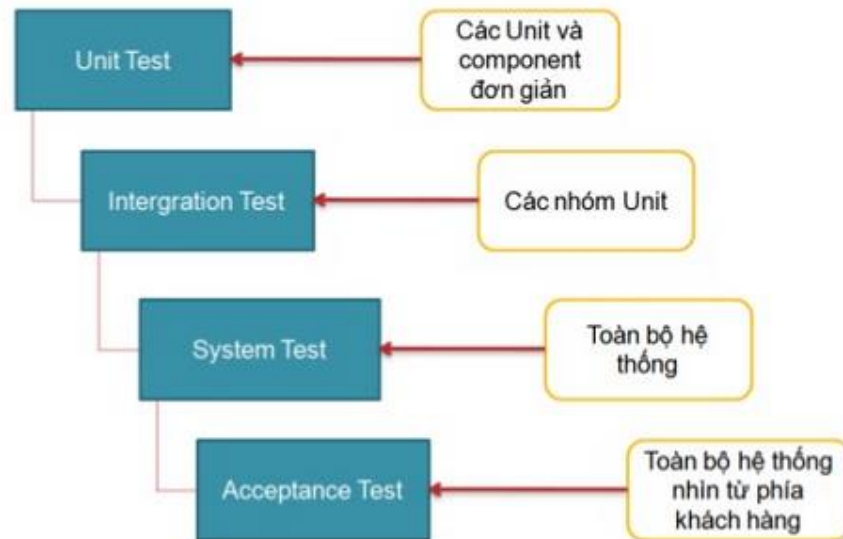 Unit Test
Các Unit và
component
đơn giản
Intergration Test
Các nhóm Unit
System Test
Toàn bộ hệ
thống
Acceptance Test
Toàn bộ hệ thống
nhìn từ phía
khách hàng